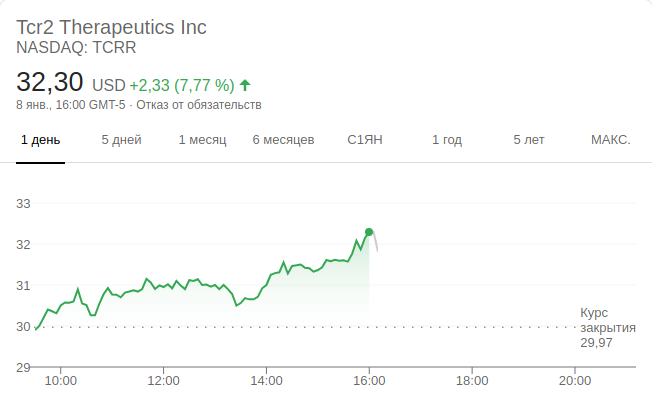 Tcr2 Therapeutics Inc
NASDAQ: TCRR
32,30 USD +2,33 (7,77 %)
8 янв., 16:00 GMT-5 · Отказ от обязательств
1 день 5 дней 1 месяц 6 месяцев С1ЯН 1 год 5 лет МАКС.
33
32
31
30
Курс
закрытия
29,97
29
10:00 12:00 14:00 16:00 18:00 20:00